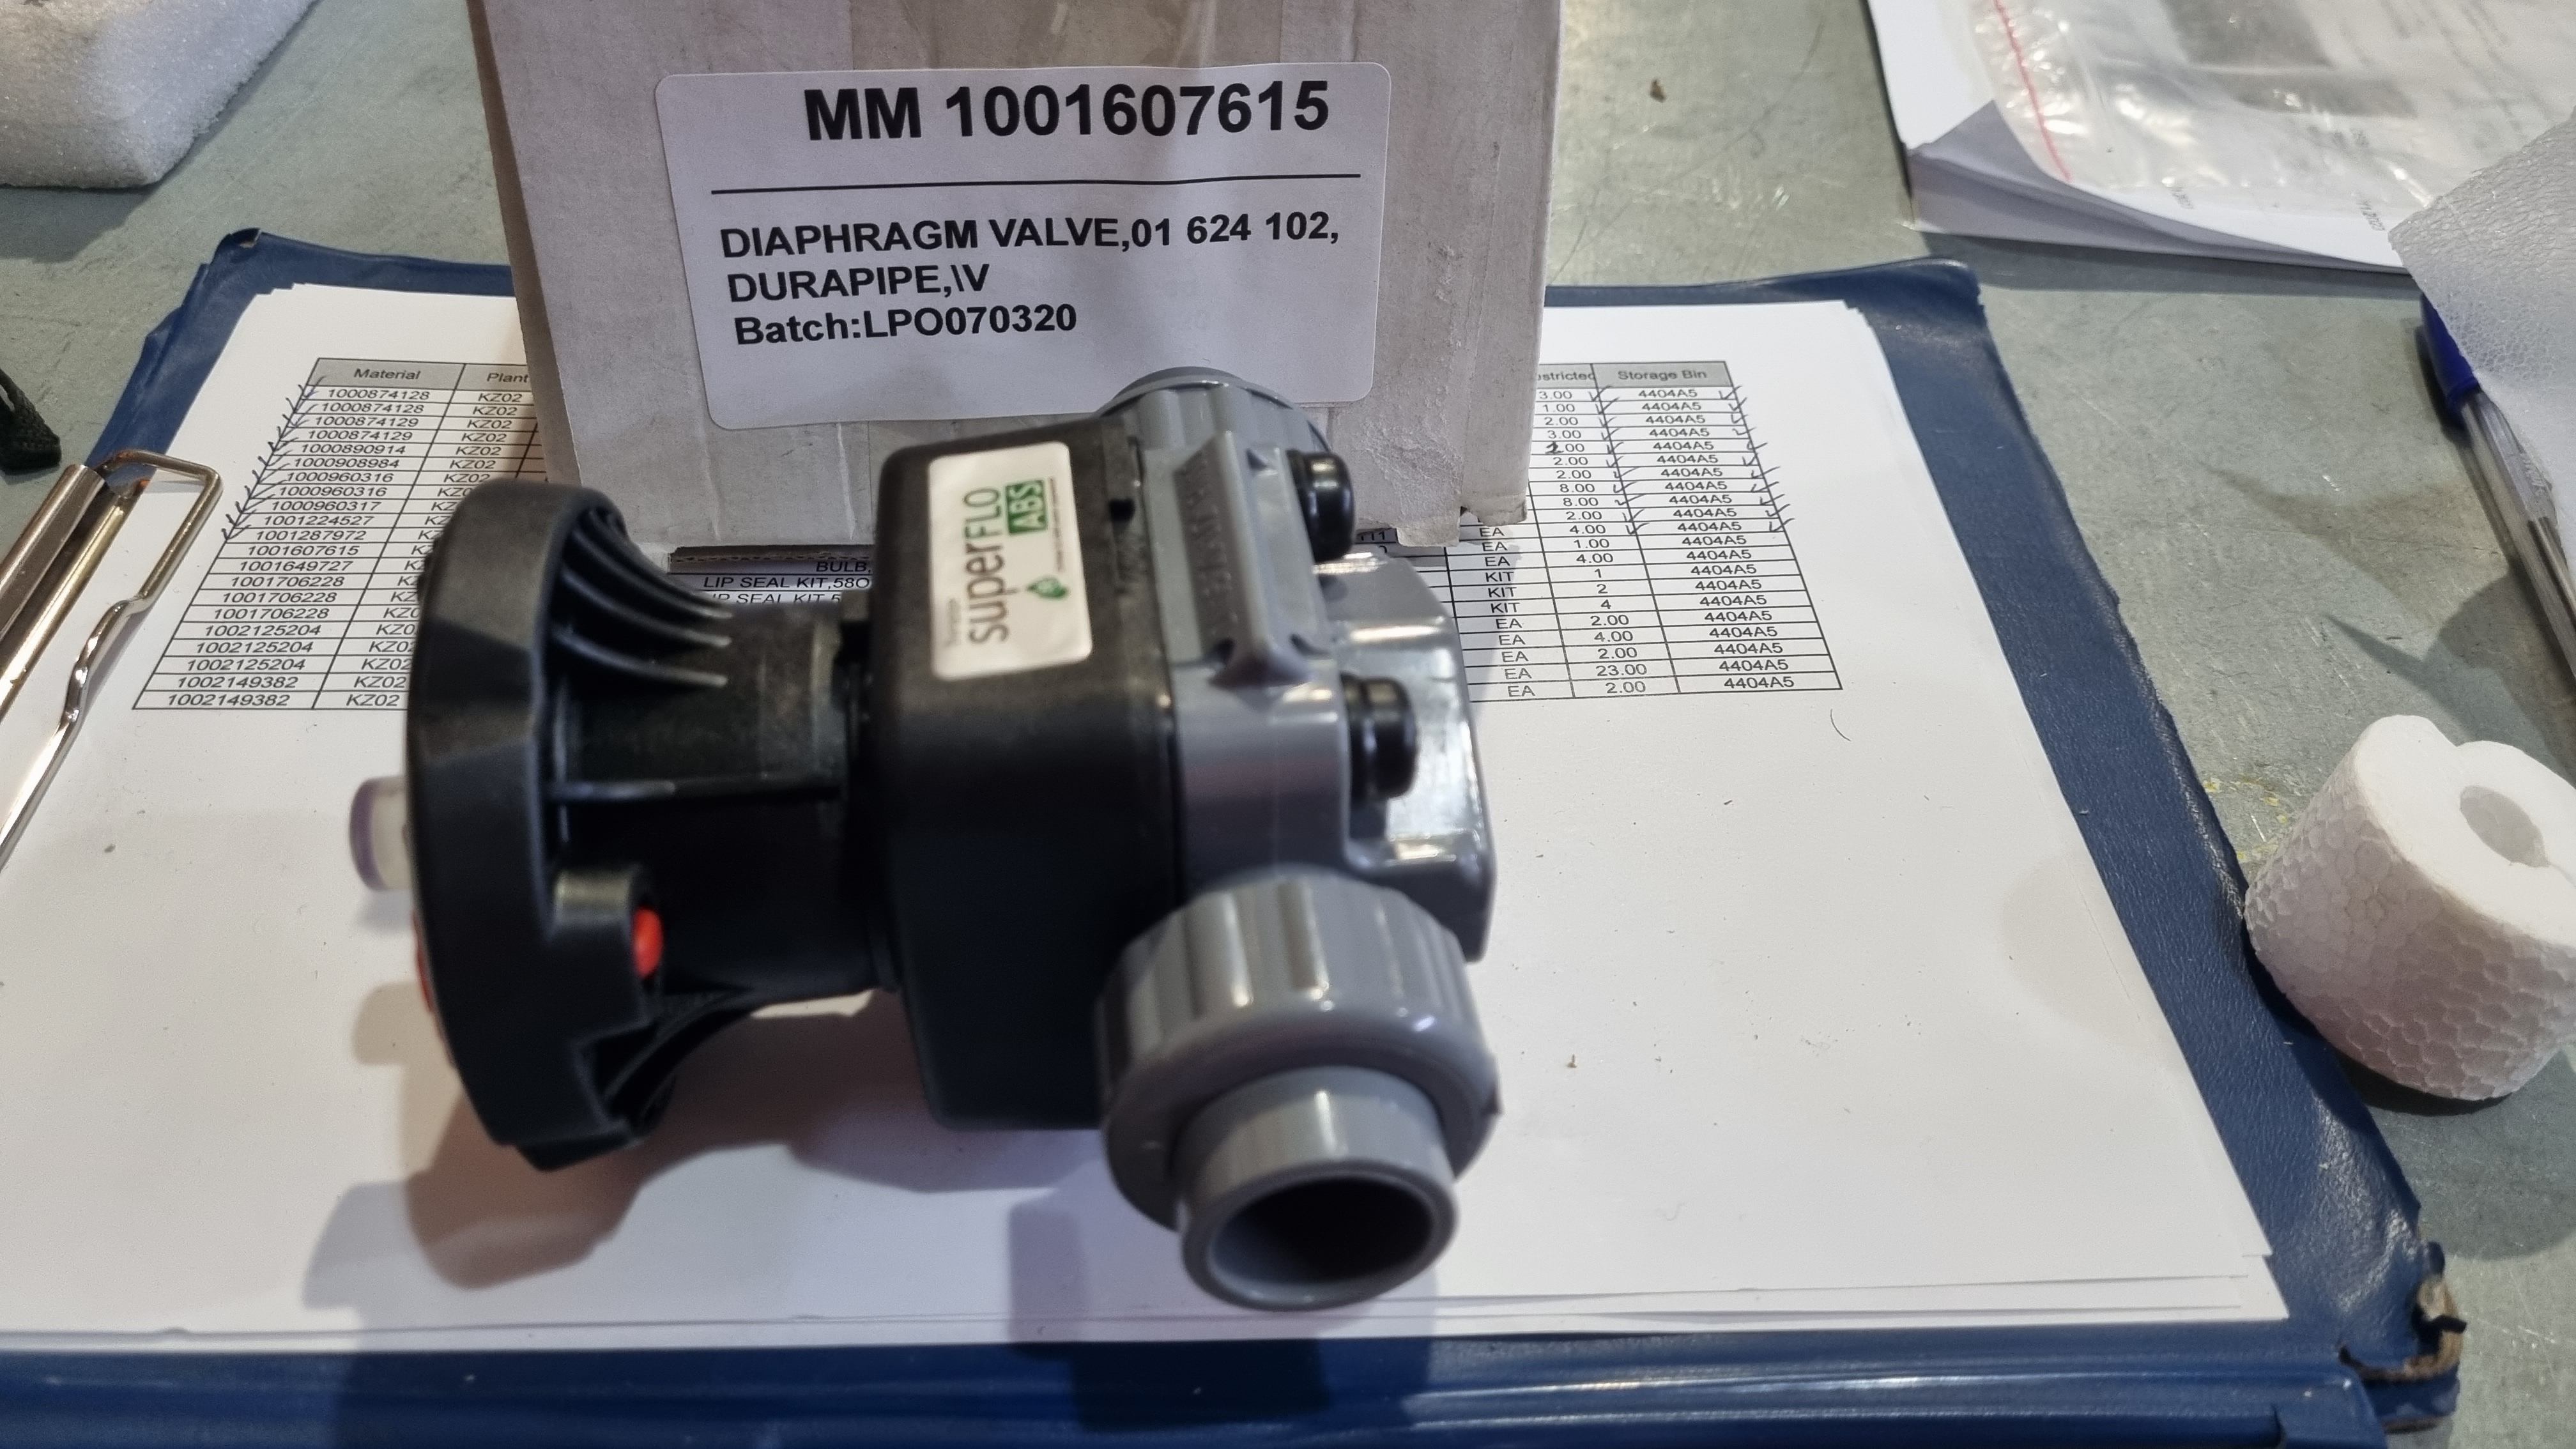 MM 1001607615
DIAPHRAGM VALVE,01 624 102,
DURAPIPE,\V
Batch:LPO070320
superFLO
ABS
Material Plant
1000874128 KZ02
1000874128 KZ02
1000874129 KZ02
1000874129 KZ02
1000890914 KZ02
1000908984 KZ02
1000960316 KZ02
1000960316 KZ0
1000960317 KZ
1001224527 KZ
1001287972 KZ
1001607615 KZ
1001649727 KZ
1001706228 KZ
1001706228 KZ
1001706228 KZ0
1002125204 KZ0
1002125204 KZ02
1002125204 KZ02
1002149382 KZ02
1002149382 KZ02
BULB,
LIP SEAL KIT,580
LIP SEAL KIT,5
stricted Storage Bin
3.00 4404A5
1.00 4404A5
2.00 4404A5
3.00 4404A5
.00 4404A5
2.00 4404A5
2.00 4404A5
8.00 4404A5
8.00 4404A5
2.00 4404A5
EA 4.00 4404A5
EA 1.00 4404A5
EA 4.00 4404A5
KIT 1 4404A5
KIT 2 4404A5
KIT 4 4404A5
EA 2.00 4404A5
EA 4.00 4404A5
EA 2.00 4404A5
EA 23.00 4404A5
EA 2.00 4404A5